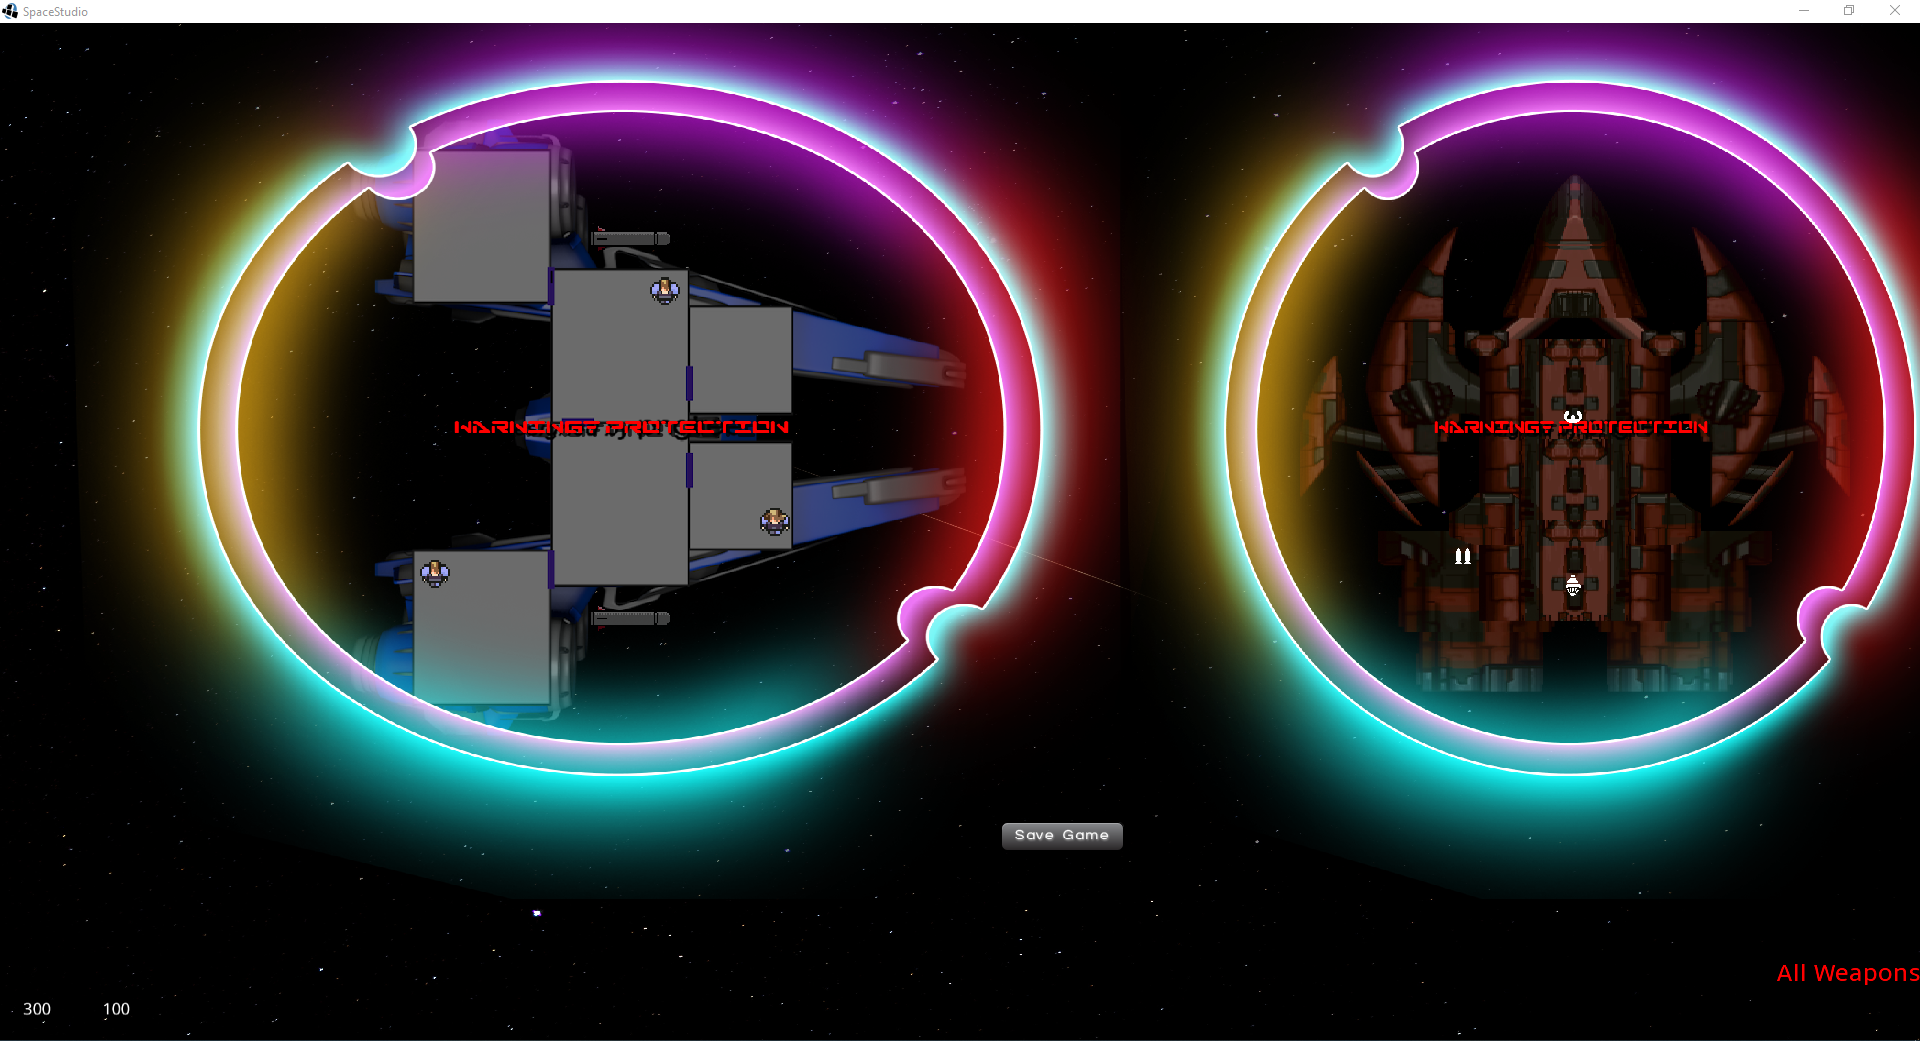 SpaceStudio
WARNING PROTECTION
WARNING PROTECTION
Save Game
All Weapons
300
100